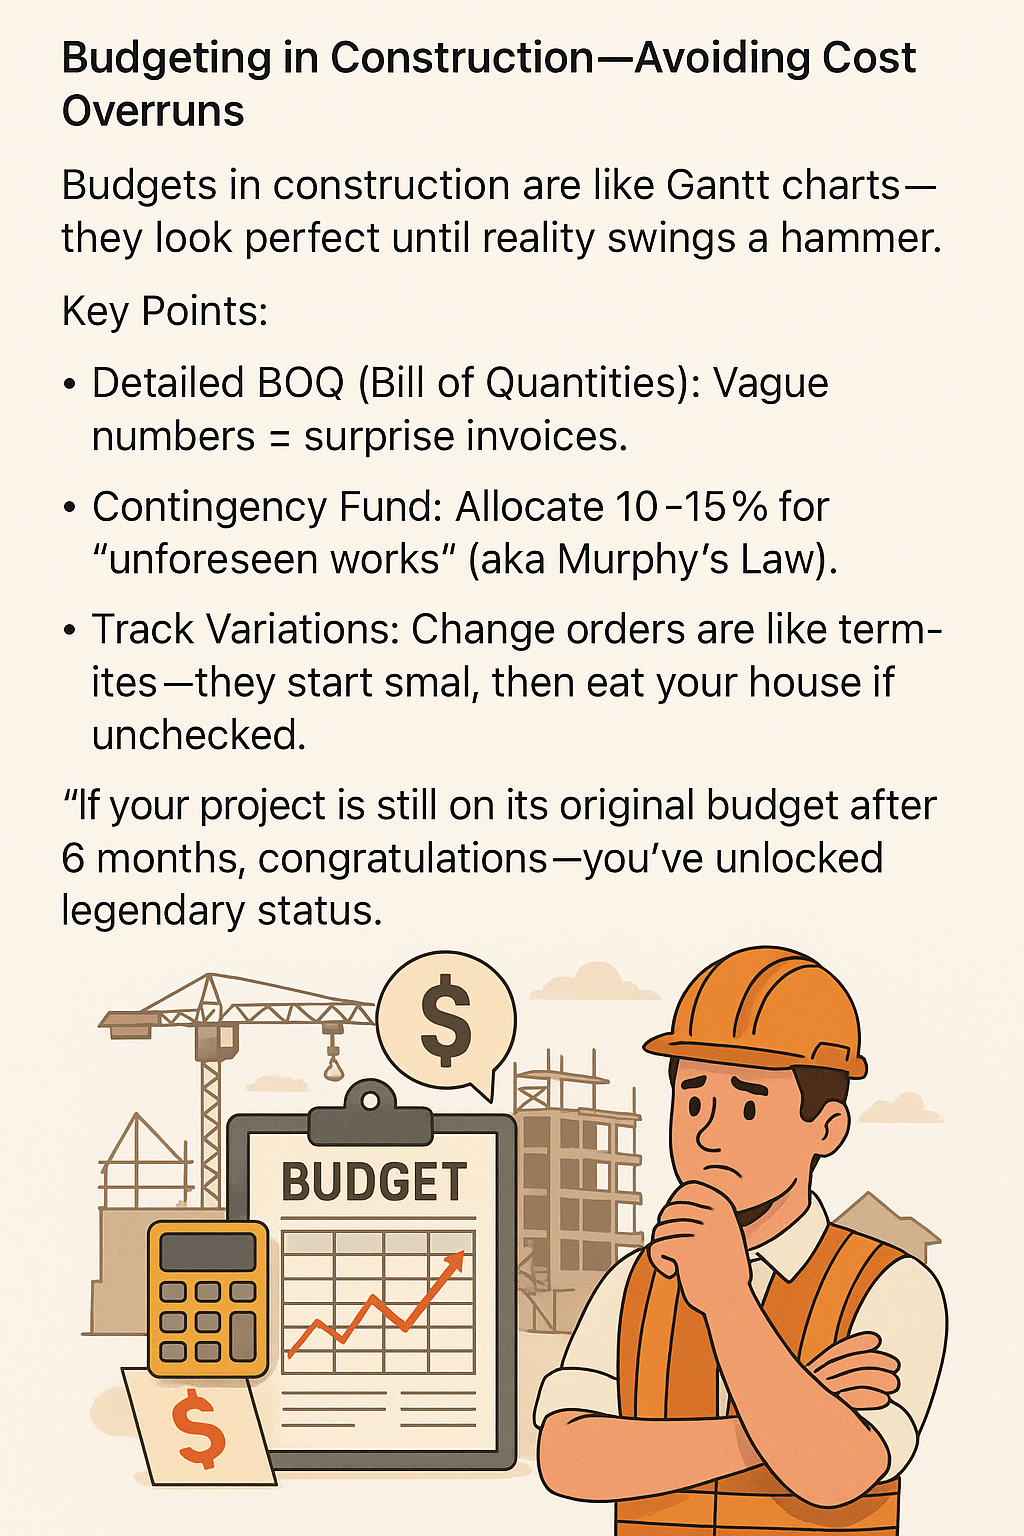 Budgeting in Construction—Avoiding Cost
Overruns
Budgets in construction are like Gantt charts—
they look perfect until reality swings a hammer.
Key Points:
• Detailed BOQ (Bill of Quantities): Vague
numbers = surprise invoices.
• Contingency Fund: Allocate 10–15% for
“unforeseen works“ (aka Murphy’s Law).
• Track Variations: Change orders are like term-
ites—they start smal, then eat your house if
unchecked.
“If your project is still on its original budget after
6 months, congratulations—you’ve unlocked
legendary status.
$
BUDGET
$